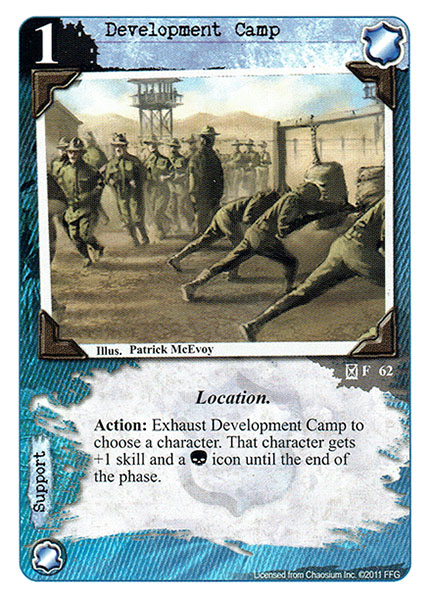 1
Development Camp
Illus. Patrick McEvoy
F 62
Location.
Action: Exhaust Development Camp to
choose a character. That character gets
+1 skill and a icon until the end of
the phase.
Support
Licensed from Chaosium Inc. ©2011 FFG